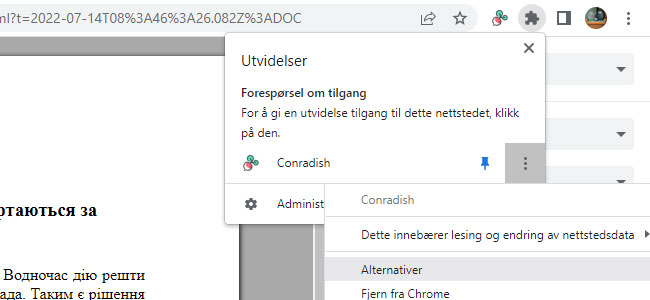 ml?t=2022-07-14T08%3A46%3A26.082Z%3ADOC
Utvidelser
Forespørsel om tilgang
For å gi en utvidelse tilgang til dette nettstedet, klikk
på den.
Conradish
Administ
Conradish
Dette innebærer lesing og endring av nettstedsdata
Alternativer
Fjern fra Chrome
ртаються за
Водночас дію решти
ада. Таким є рішення